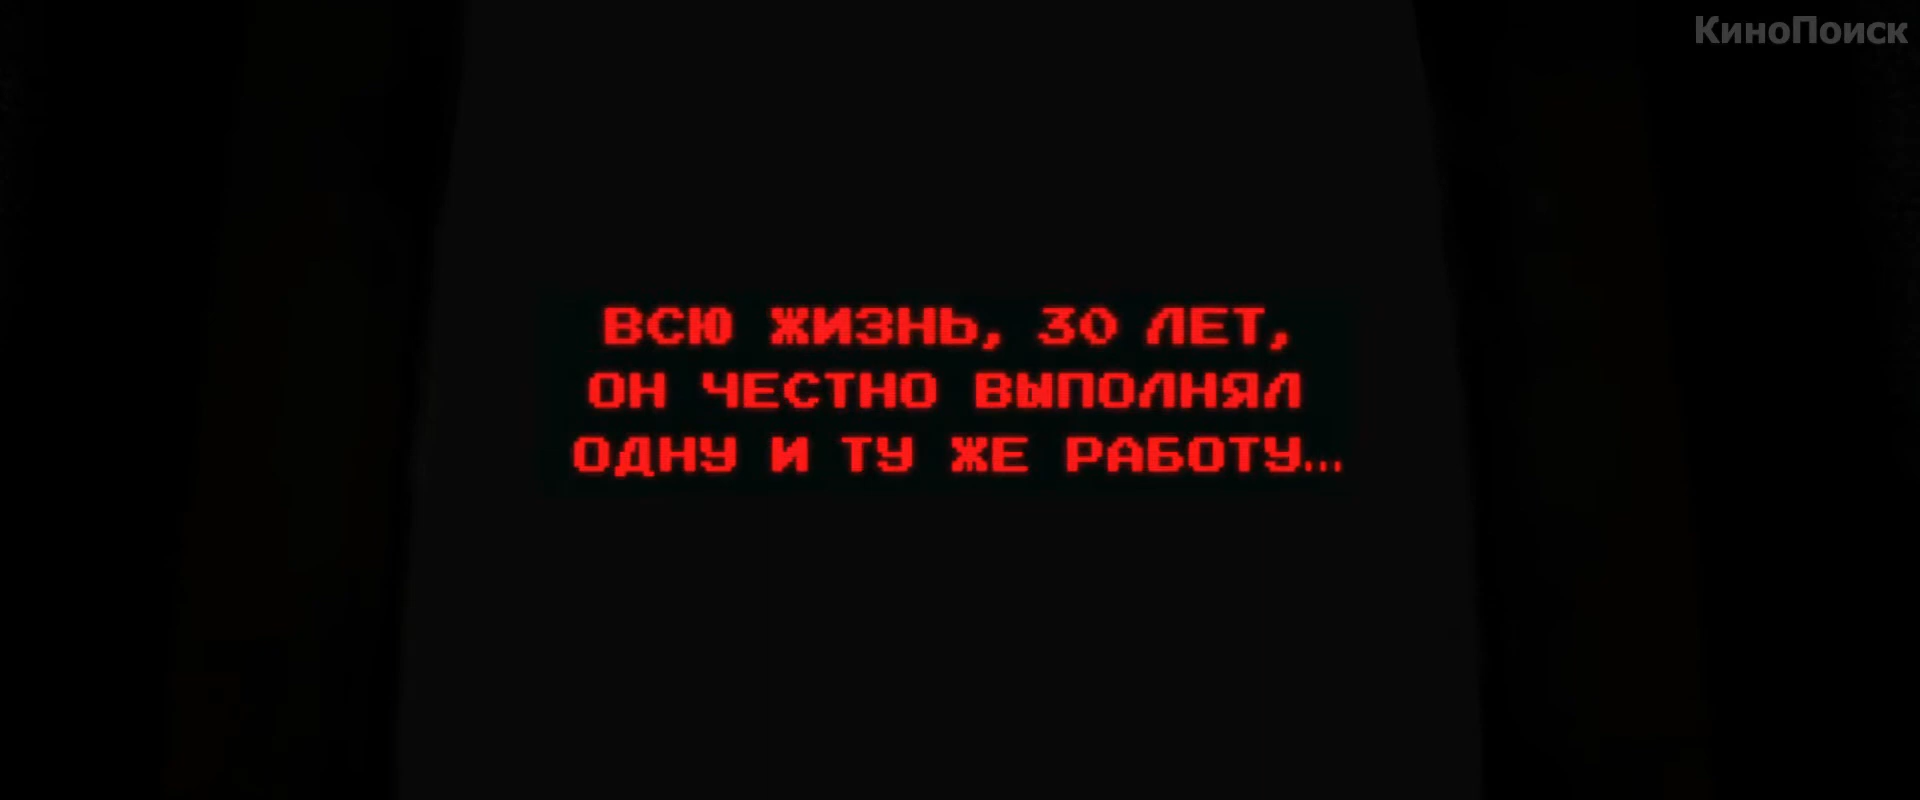 КиноПоиск
ВСЮ ЖИЗНЬ, 30 ЛЕТ,
ОН ЧЕСТНО ВЫПОЛНЯЛ
ОДНУ И ТУ ЖЕ РАБОТУ...